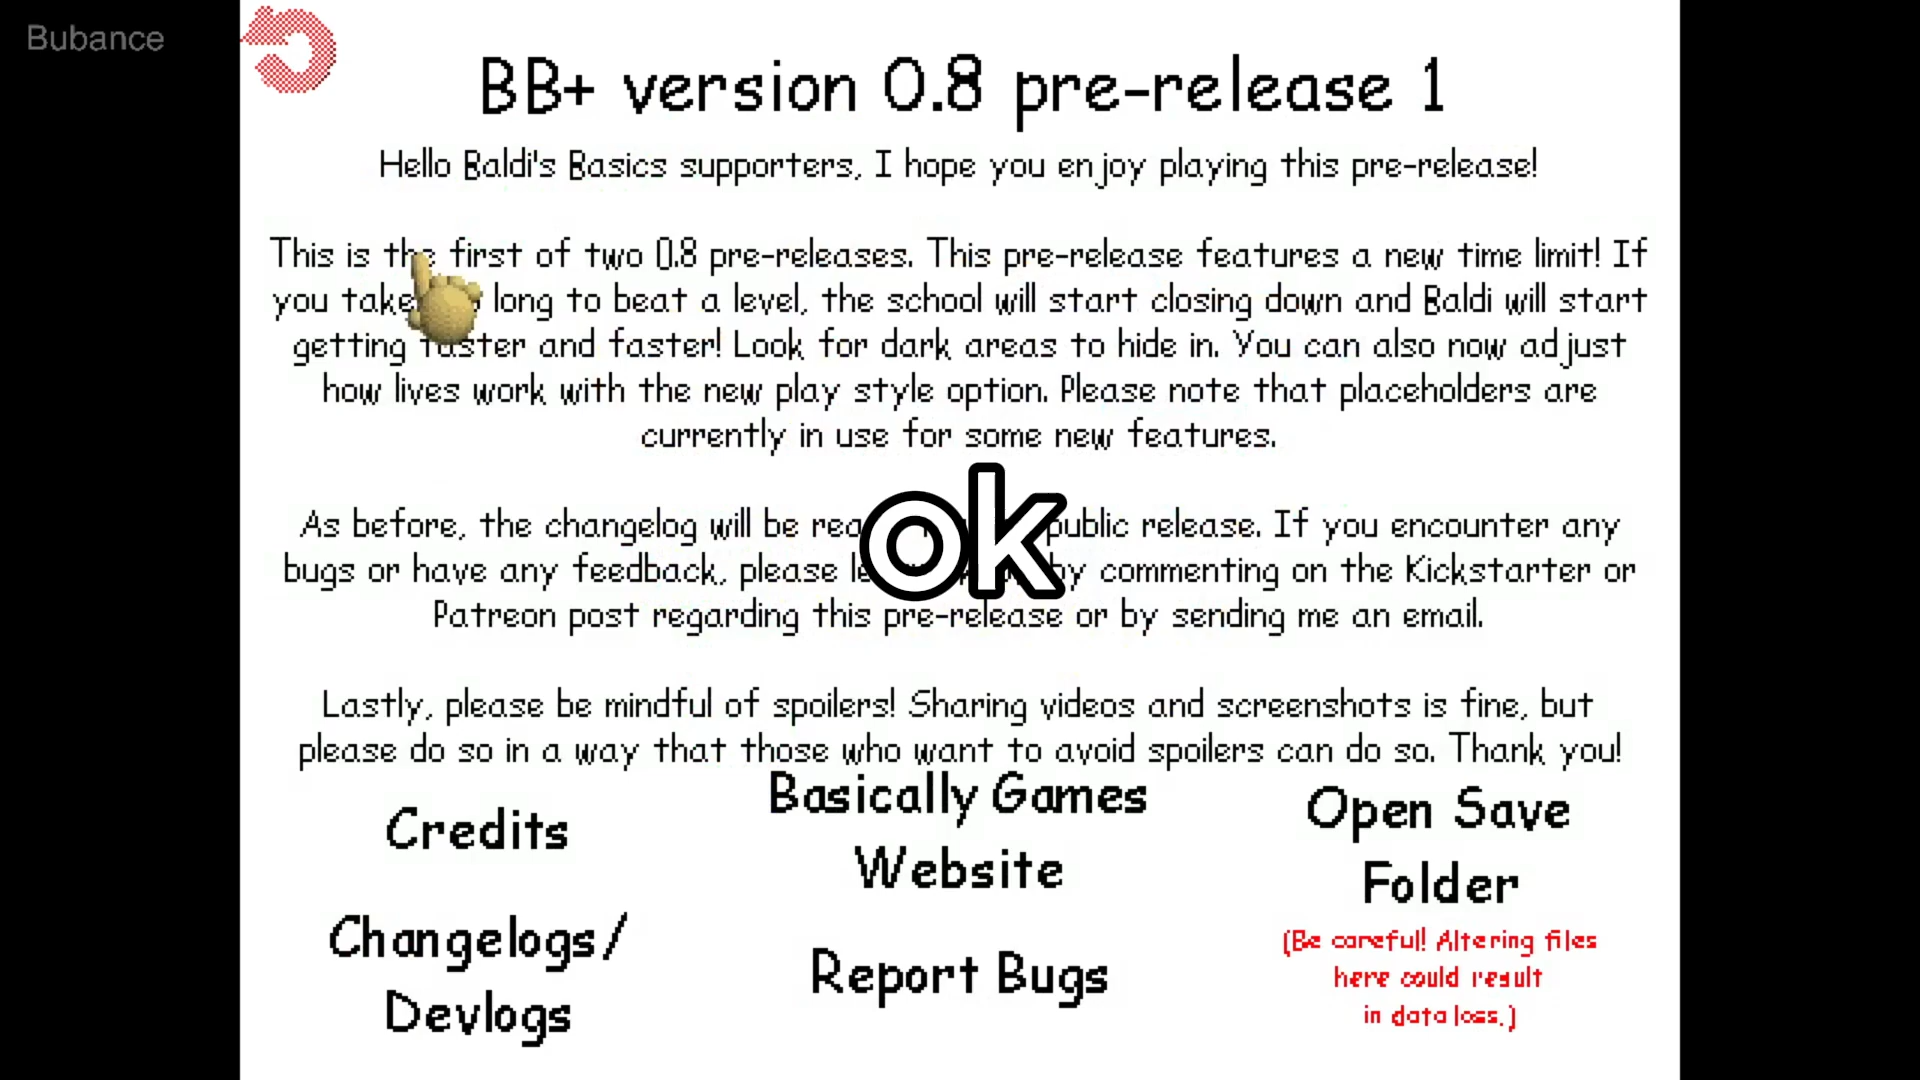 Bubance
BB+ version 0.8 pre-release 1
Hello Baldi's Basics supporters, I hope you enjoy playing this pre-release!
This is the first of two 0.8 pre-releases. This pre-release features a new time limit! If
you take long to beat a level, the school will start closing down and Baldi will start
getting faster and faster! Look for dark areas to hide in. You can also now adjust
how lives work with the new play style option. Please note that placeholders are
currently in use for some new features.
ok
As before, the changelog will be public release. If you encounter any
bugs or have any feedback, please by commenting on the Kickstarter or
Patreon post regarding this pre-release or by sending me an email.
Lastly, please be mindful of spoilers! Sharing videos and screenshots is fine, but
please do so in a way that those who want to avoid spoilers can do so. Thank you!
Credits
Basically Games
Website
Open Save
Folder
(Be careful! Altering files
here could result
in data loss.)
Changelogs/
Devlogs
Report Bugs